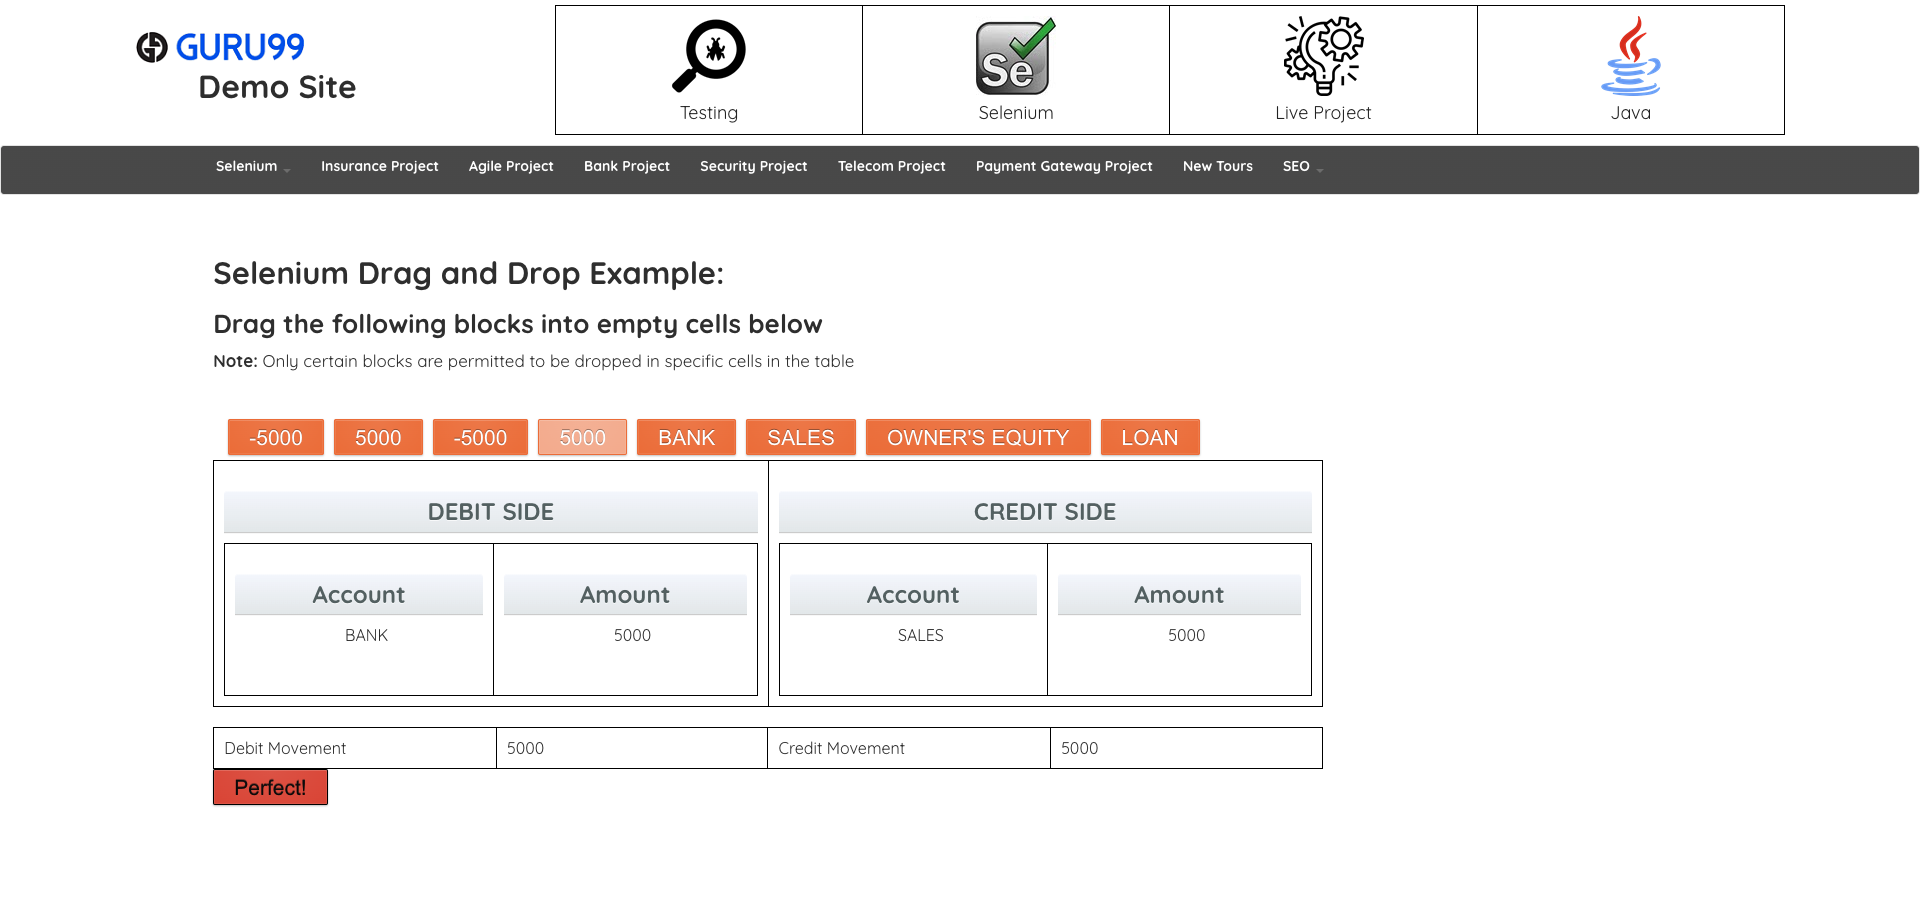 GURU99
Demo Site
Se
Testing
Selenium
Live Project
Java
Selenium
Insurance Project
Agile Project
Bank Project
Security Project
Telecom Project
Payment Gateway Project
New Tours
SEO
Selenium Drag and Drop Example:
Drag the following blocks into empty cells below
Note: Only certain blocks are permitted to be dropped in specific cells in the table
-5000
5000
-5000
5000
BANK
SALES
OWNER'S EQUITY
LOAN
DEBIT SIDE
CREDIT SIDE
Account
Amount
Account
Amount
BANK
5000
SALES
5000
Debit Movement
5000
Credit Movement
5000
Perfect!